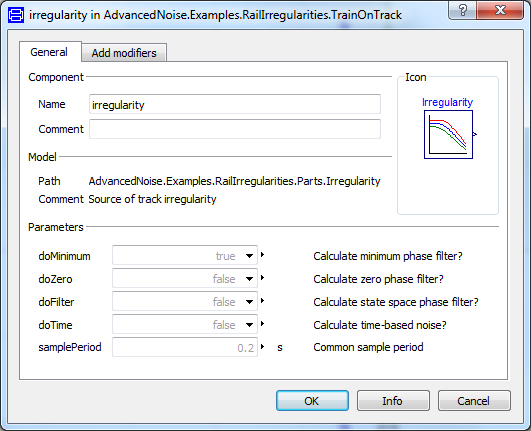 irregularity in AdvancedNoise.Examples.RailIrregularities.TrainOnTrack
General
Add modifiers
Component
Icon
Name
irregularity
Irregularity
Comment
Model
Path
AdvancedNoise.Examples.RailIrregularities.Parts.Irregularity
Comment
Source of track irregularity
Parameters
doMinimum
true
Calculate minimum phase filter?
doZero
false
Calculate zero phase filter?
doFilter
false
Calculate state space phase filter?
doTime
false
Calculate time-based noise?
samplePeriod
0.2
s
Common sample period
OK
Info
Cancel